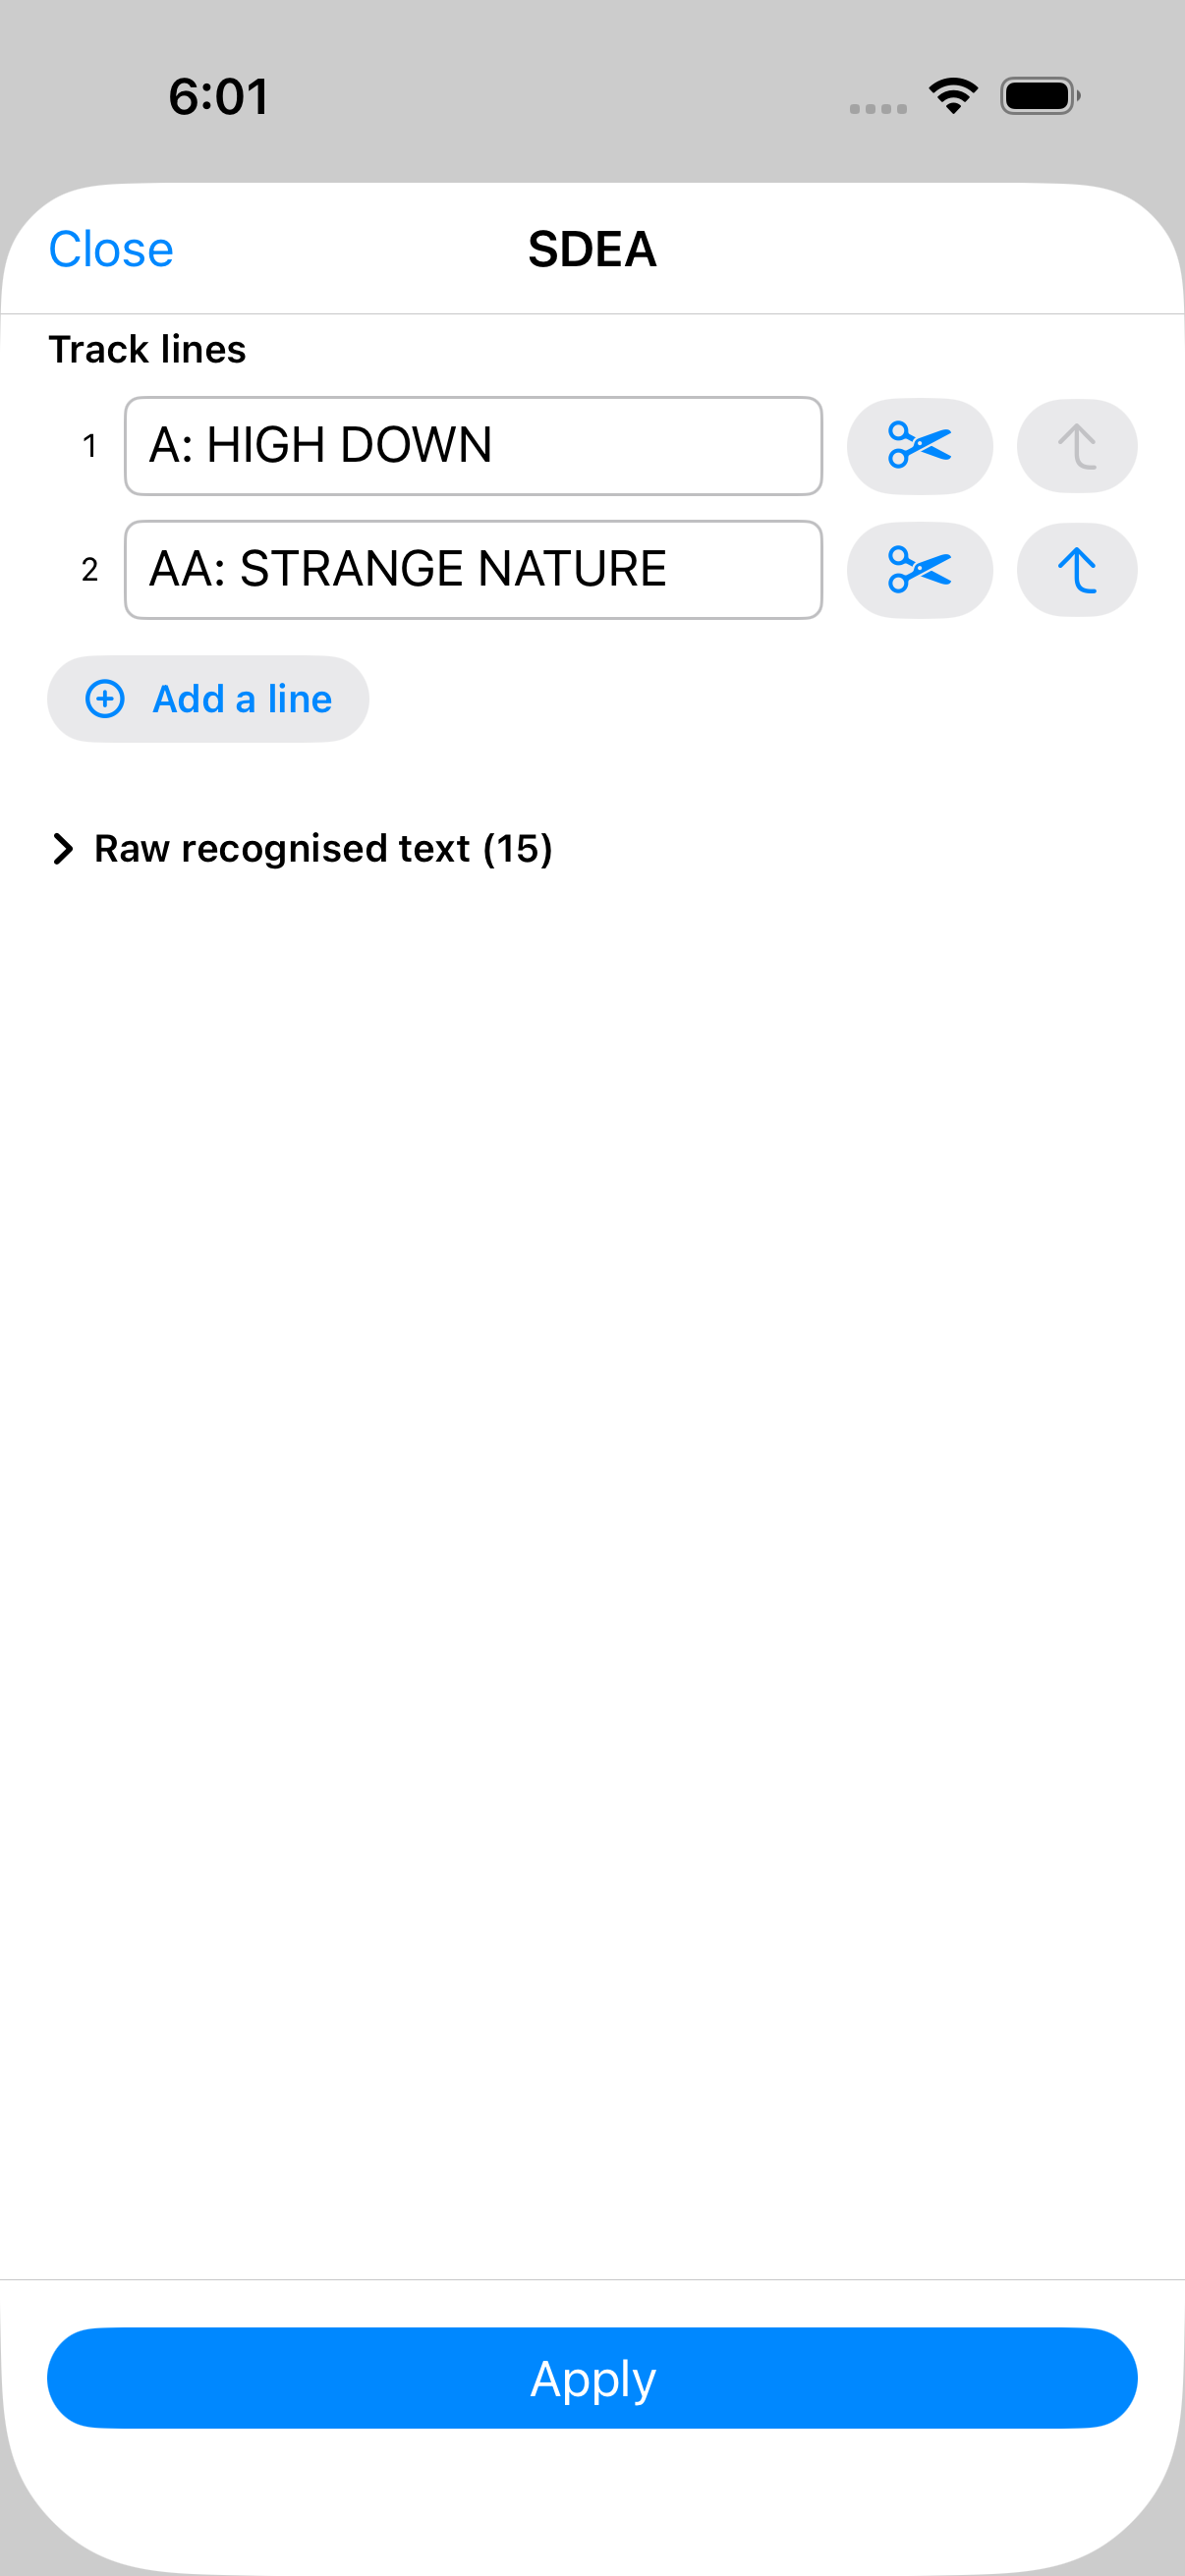 6:01
Close
SDEA
Track lines
1 A: HIGH DOWN
2 AA: STRANGE NATURE
Add a line
Raw recognised text (15)
Apply